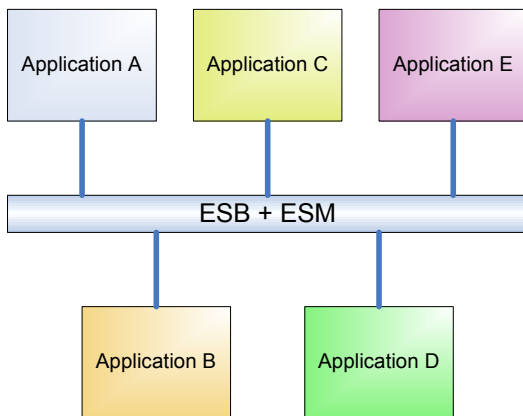 Application A
Application C
Application E
ESB + ESM
Application B
Application D